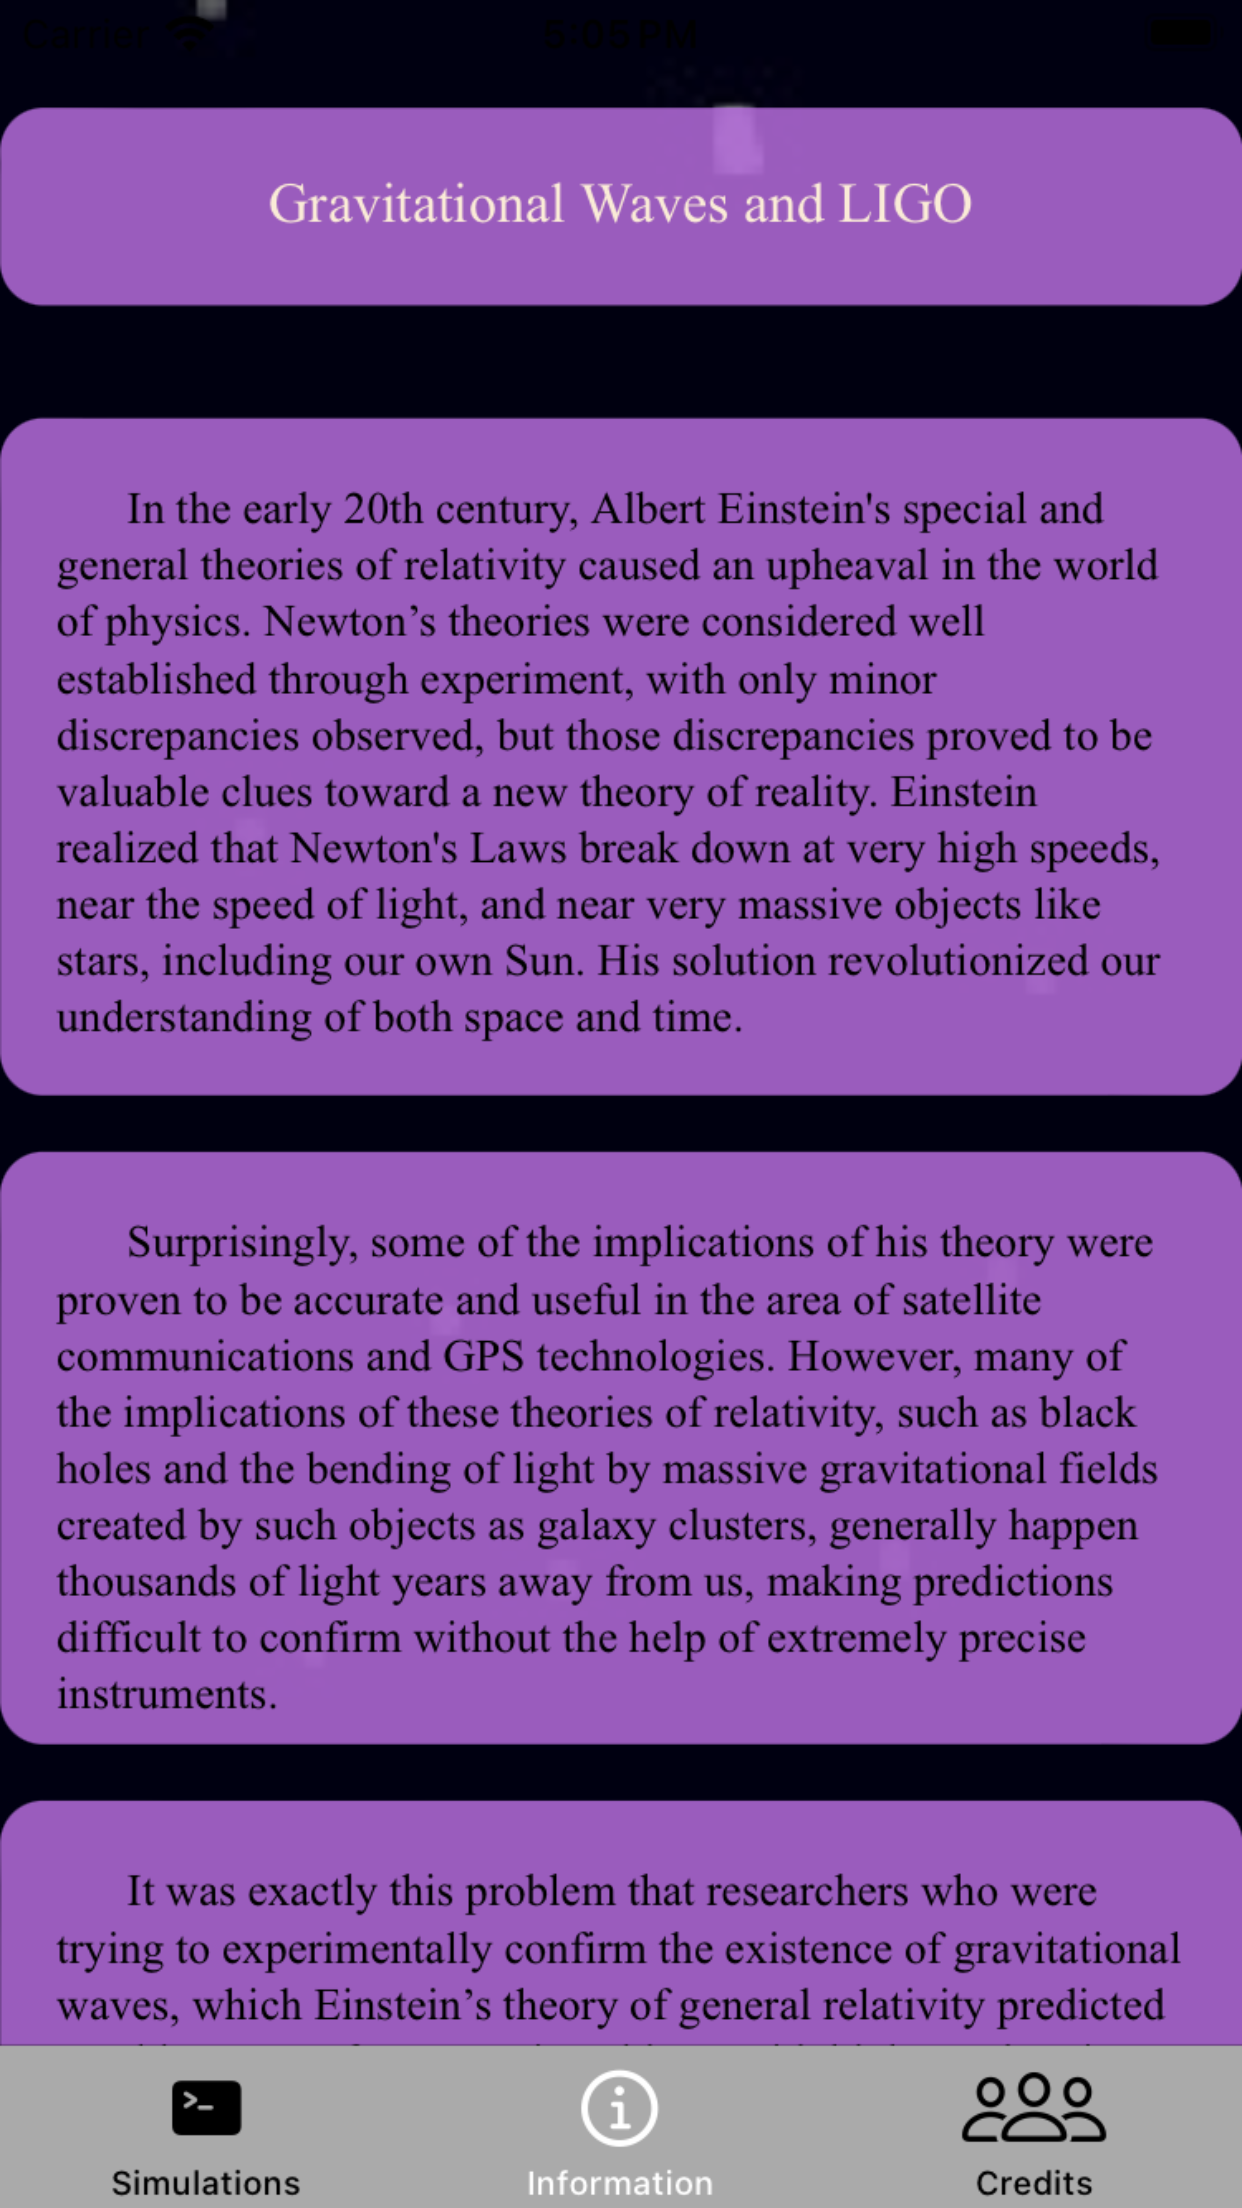 Carrier 5:05 PM
Gravitational Waves and LIGO
In the early 20th century, Albert Einstein's special and
general theories of relativity caused an upheaval in the world
of physics. Newton’s theories were considered well
established through experiment, with only minor
discrepancies observed, but those discrepancies proved to be
valuable clues toward a new theory of reality. Einstein
realized that Newton's Laws break down at very high speeds,
near the speed of light, and near very massive objects like
stars, including our own Sun. His solution revolutionized our
understanding of both space and time.
Surprisingly, some of the implications of his theory were
proven to be accurate and useful in the area of satellite
communications and GPS technologies. However, many of
the implications of these theories of relativity, such as black
holes and the bending of light by massive gravitational fields
created by such objects as galaxy clusters, generally happen
thousands of light years away from us, making predictions
difficult to confirm without the help of extremely precise
instruments.
It was exactly this problem that researchers who were
trying to experimentally confirm the existence of gravitational
waves, which Einstein’s theory of general relativity predicted
Simulations
Information
Credits